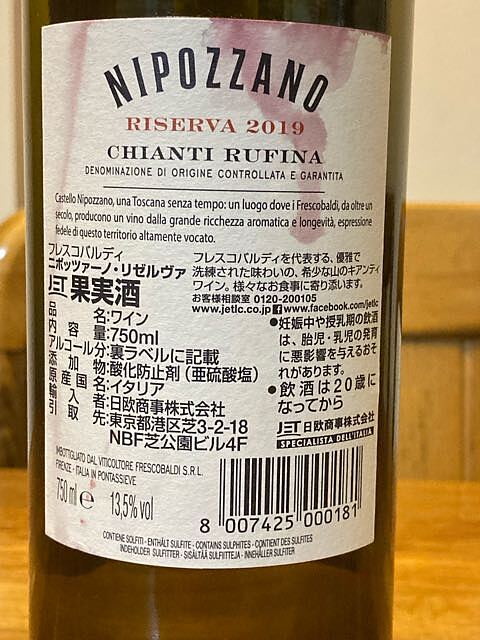 NIPOZZANO
RISERVA 2019
CHIANTI RUFINA
DENOMINAZIONE DI ORIGINE CONTROLLATA E GARANTITA
Castello Nipozzano, una Toscana senza tempo: un luogo dove i Frescobaldi, da oltre un
secolo, producono un vino dalla grande ricchezza aromatica e longevità, espressione
fedele di questo territorio altamente vocato.
フレスコバルディ
ニポッツァーノ・リゼルヴァ
JET 果実酒
フレスコバルディを代表する、優雅で
洗練された味わいの、希少な山のキアンティ
ワイン。様々なお食事に寄り添います。
お客様相談室 0120-200105
www.jetlc.co.jp f www.facebook.com/jetlc
品名:ワイン
内容量:750ml
アルコール分:裏ラベルに記載
添加物:酸化防止剤(亜硫酸塩)
原産国:イタリア
輸入引取先:日欧商事株式会社
東京都港区芝3-2-18
NBF芝公園ビル4F
●妊娠中や授乳期の飲酒
は、胎児・乳児の発育
に悪影響を与えるおそ
れがあります。
●飲酒は20歳に
なってから
JET 日欧商事株式会社
SPECIALISTA DELL'ITALIA
IMBOTTIGLIATO DAL VITICOLTORE FRESCOBALDI S.R.L.
FIRENZE - ITALIA IN PONTASSIEVE
750 ml e 13,5% vol
8 007425 000181
CONTIENE SOLFITI - ENTHÄLT SULFITE - CONTAINS SULPHITES - CONTIENT DES SULFITES
INDEHOLDER SULFITTER - SISÄLTÄÄ SULFIITTEJA - INNEHÅLLER SULFITER